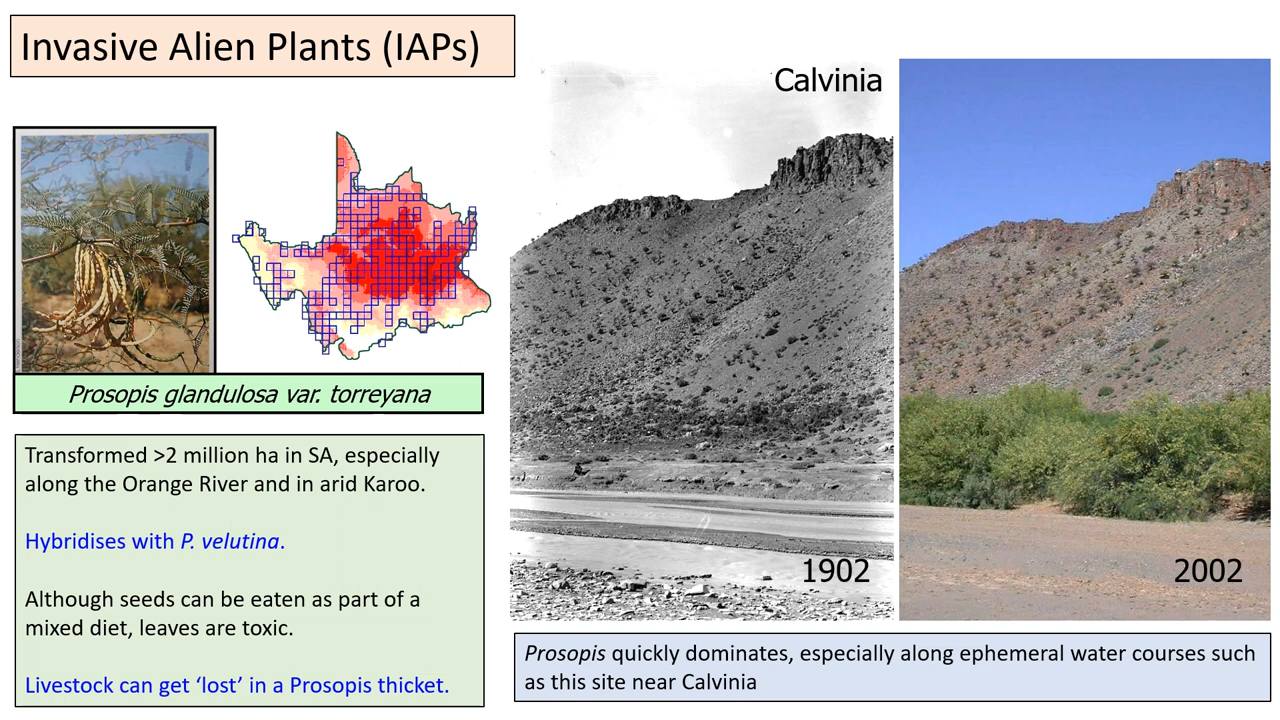 Invasive Alien Plants (IAPs)
Calvinia
Prosopis glandulosa var. torreyana
Transformed >2 million ha in SA, especially
along the Orange River and in arid Karoo.
Hybridises with P. velutina.
Although seeds can be eaten as part of a
mixed diet, leaves are toxic.
Livestock can get ‘lost’ in a Prosopis thicket.
1902
2002
Prosopis quickly dominates, especially along ephemeral water courses such
as this site near Calvinia